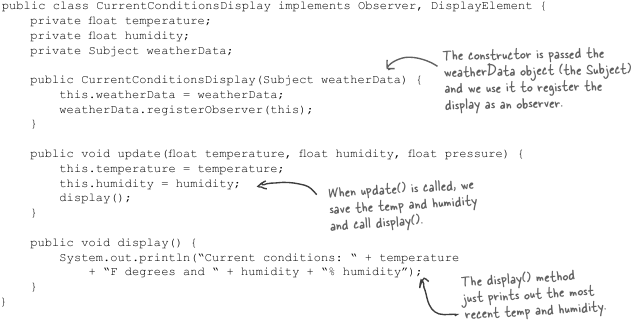 public class CurrentConditionsDisplay implements Observer, DisplayElement {
    private float temperature;
    private float humidity;
    private Subject weatherData;
    public CurrentConditionsDisplay(Subject weatherData) {
        this.weatherData = weatherData;
        weatherData.registerObserver(this);
    }
The constructor is passed the
weatherData object (the Subject)
and we use it to register the
display as an observer.
    public void update(float temperature, float humidity, float pressure) {
        this.temperature = temperature;
        this.humidity = humidity;
        display();
    }
When update() is called, we
save the temp and humidity
and call display().
    public void display() {
        System.out.println(“Current conditions: “ + temperature
            + “F degrees and “ + humidity + “% humidity”);
    }
}
The display() method
just prints out the most
recent temp and humidity.